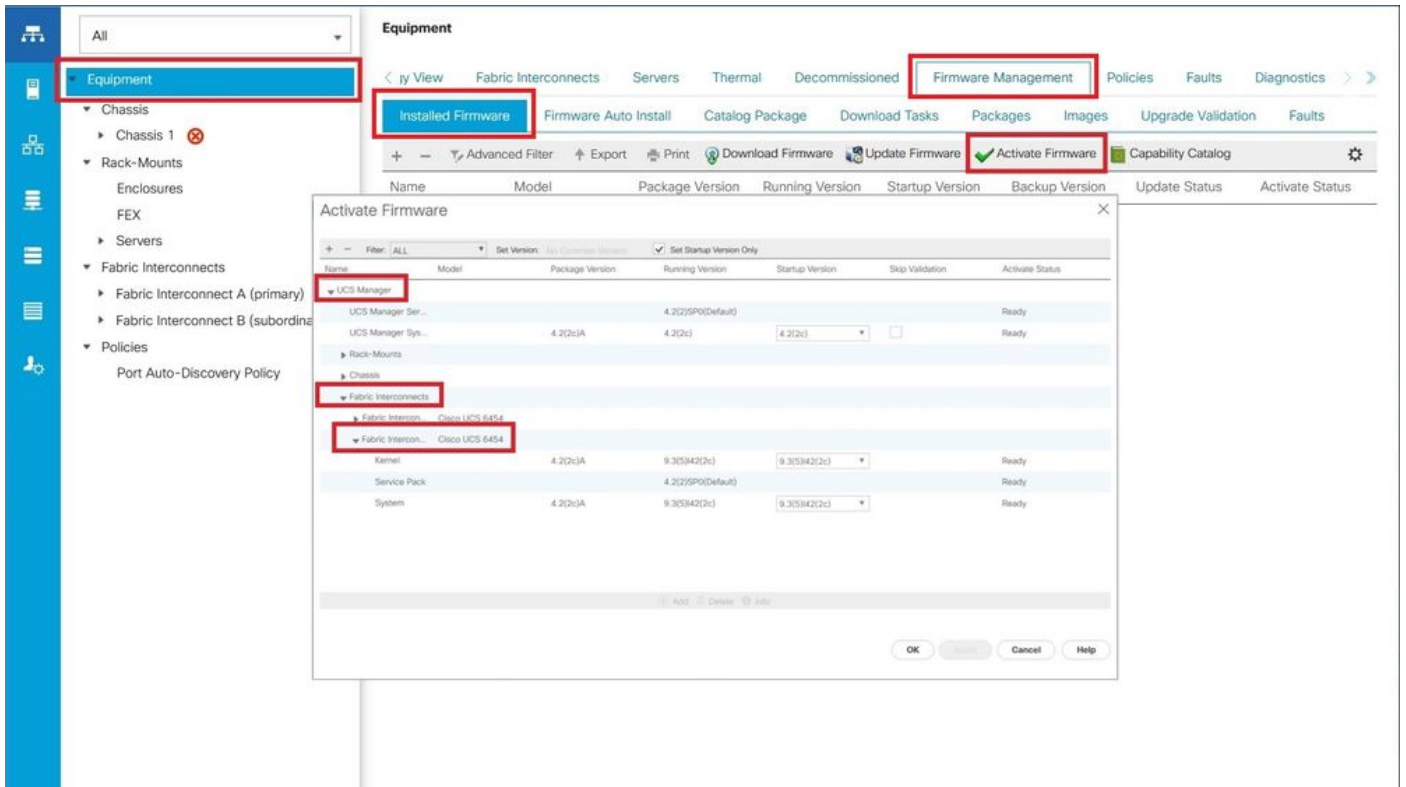 All
Equipment
Chassis
Chassis 1
Rack-Mounts
Enclosures
FEX
Servers
Fabric Interconnects
Fabric Interconnect A (primary)
Fabric Interconnect B (subordina
Policies
Port Auto-Discovery Policy
Equipment
gy View Fabric Interconnects Servers Thermal Decommissioned Firmware Management Policies Faults Diagnostics
Installed Firmware Firmware Auto Install Catalog Package Download Tasks Packages Images Upgrade Validation Faults
+ − Advanced Filter Export Print Download Firmware Update Firmware Activate Firmware Capability Catalog
Name Model Package Version Running Version Startup Version Backup Version Update Status Activate Status
Activate Firmware
+ − Filter: ALL Set Version: No Common Version Set Startup Version Only
Name Model Package Version Running Version Startup Version Skip Validation Activate Status
UCS Manager
UCS Manager Ser... 4.2(2)SP0(Default) Ready
UCS Manager Sys... 4.2(2c)A 4.2(2c) 4.2(2c) Ready
Rack-Mounts
Chassis
Fabric Interconnects
Fabric Intercon... Cisco UCS 6454
Fabric Intercon... Cisco UCS 6454
Kernel 4.2(2c)A 9.3(5)I42(2c) 9.3(5)I42(2c) Ready
Service Pack 4.2(2)SP0(Default) Ready
System 4.2(2c)A 9.3(5)I42(2c) 9.3(5)I42(2c) Ready
Add Delete Info
OK Cancel Help